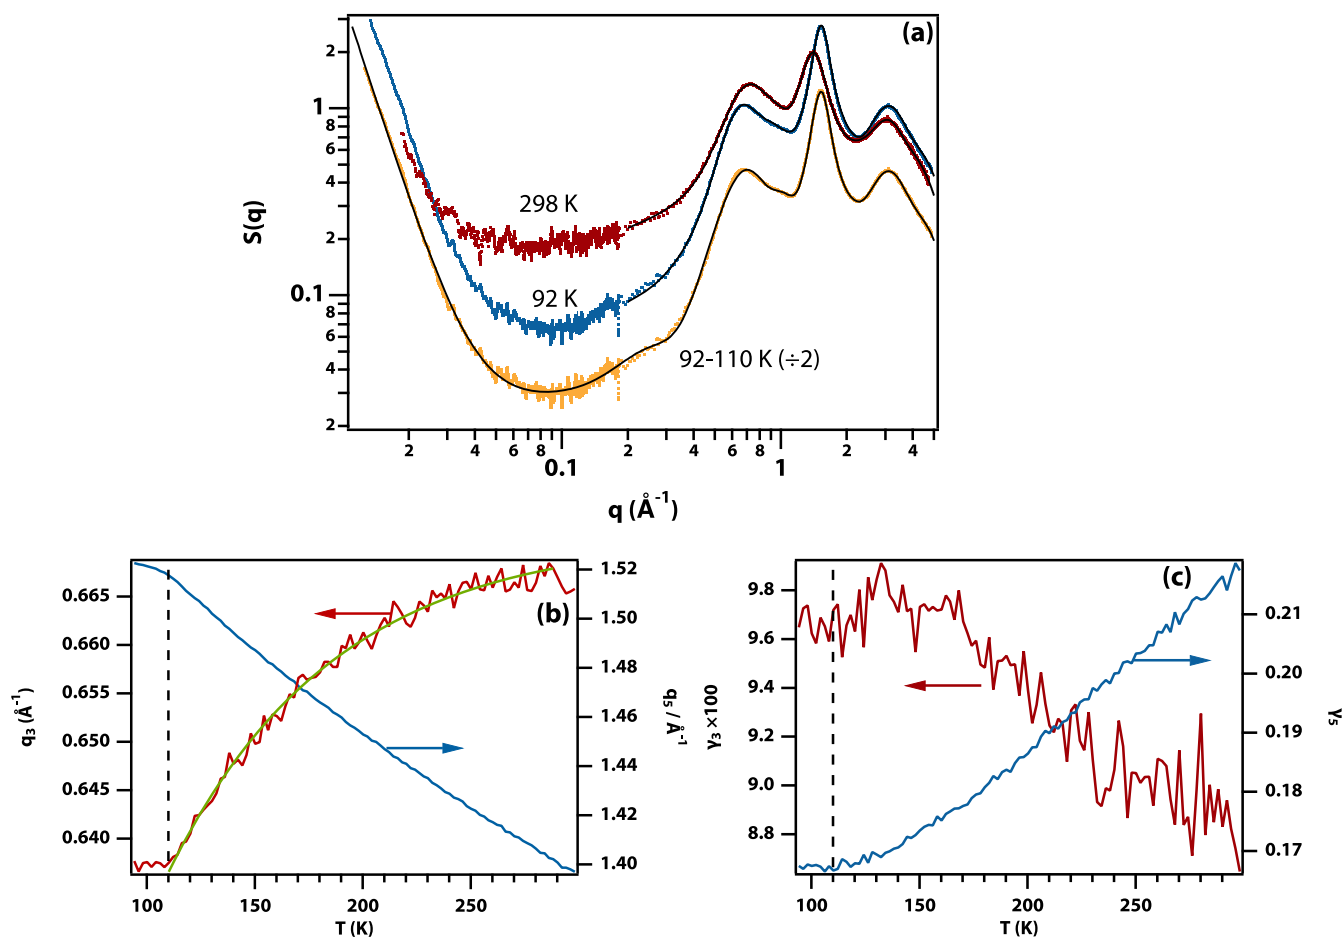 (a)
2
1
8
6
4
2
0.1
8
6
4
2
S(q)
298 K
92 K
92-110 K (÷2)
2 4 6 8 0.1 2 4 6 8 1 2 4
q (Å⁻¹)
(b)
0.665
0.660
0.655
0.650
0.645
0.640
q₃ (Å⁻¹)
1.52
1.50
1.48
1.46
1.44
1.42
1.40
q₅ / Å⁻¹
100 150 200 250
T (K)
(c)
9.8
9.6
9.4
9.2
9.0
8.8
γ₃ ×100
0.21
0.20
0.19
0.18
0.17
γ₅
100 150 200 250
T (K)